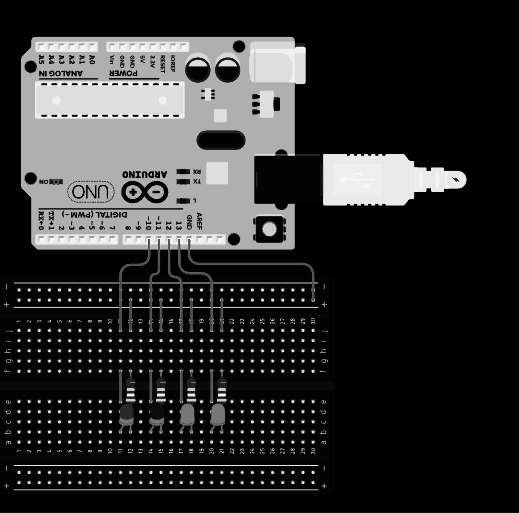 A5 A4 A3 A2 A1 A0 Vin GND GND 5V 3.3V RESET IOREF
ANALOG IN POWER
RX
TX
ON UNO ARDUINO
L
DIGITAL (PWM~)
RX←0 TX→1 2 ~3 4 ~5 ~6 7 8 ~9 ~10 ~11 12 13 GND AREF
− −
+ +
j j
i i
h h
g g
f f
e e
d d
c c
b b
a a
− −
+ +